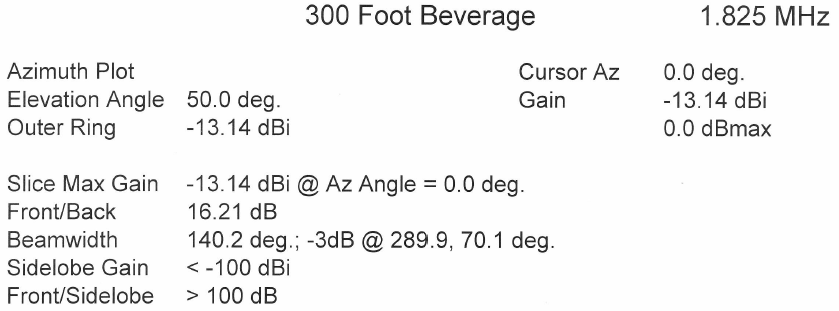 300 Foot Beverage 1.825 MHz
Azimuth Plot Cursor Az 0.0 deg.
Elevation Angle 50.0 deg. Gain -13.14 dBi
Outer Ring -13.14 dBi 0.0 dBmax
Slice Max Gain -13.14 dBi @ Az Angle = 0.0 deg.
Front/Back 16.21 dB
Beamwidth 140.2 deg.; -3dB @ 289.9, 70.1 deg.
Sidelobe Gain < -100 dBi
Front/Sidelobe > 100 dB